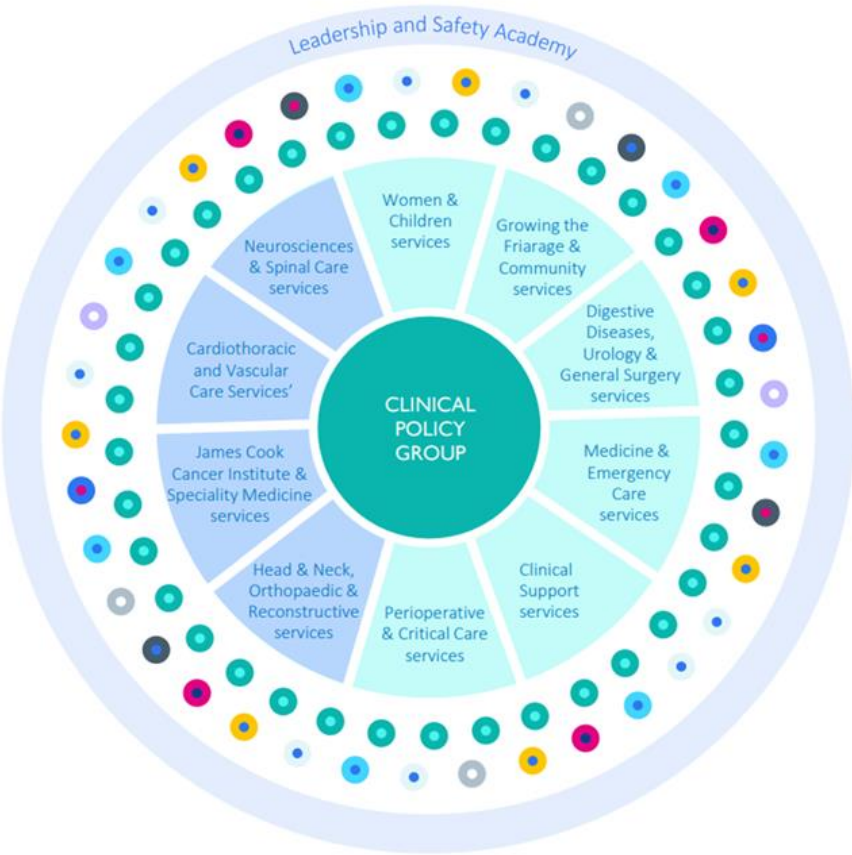 Leadership and Safety Academy
Women &
Children
services
Growing the
Friarage &
Community
services
Digestive
Diseases,
Urology &
General Surgery
services
Medicine &
Emergency
Care
services
Clinical
Support
services
Perioperative
& Critical Care
services
Head & Neck,
Orthopaedic &
Reconstructive
services
James Cook
Cancer Institute &
Speciality Medicine
services
Cardiothoracic
and Vascular
Care Services’
Neurosciences
& Spinal Care
services
CLINICAL
POLICY
GROUP